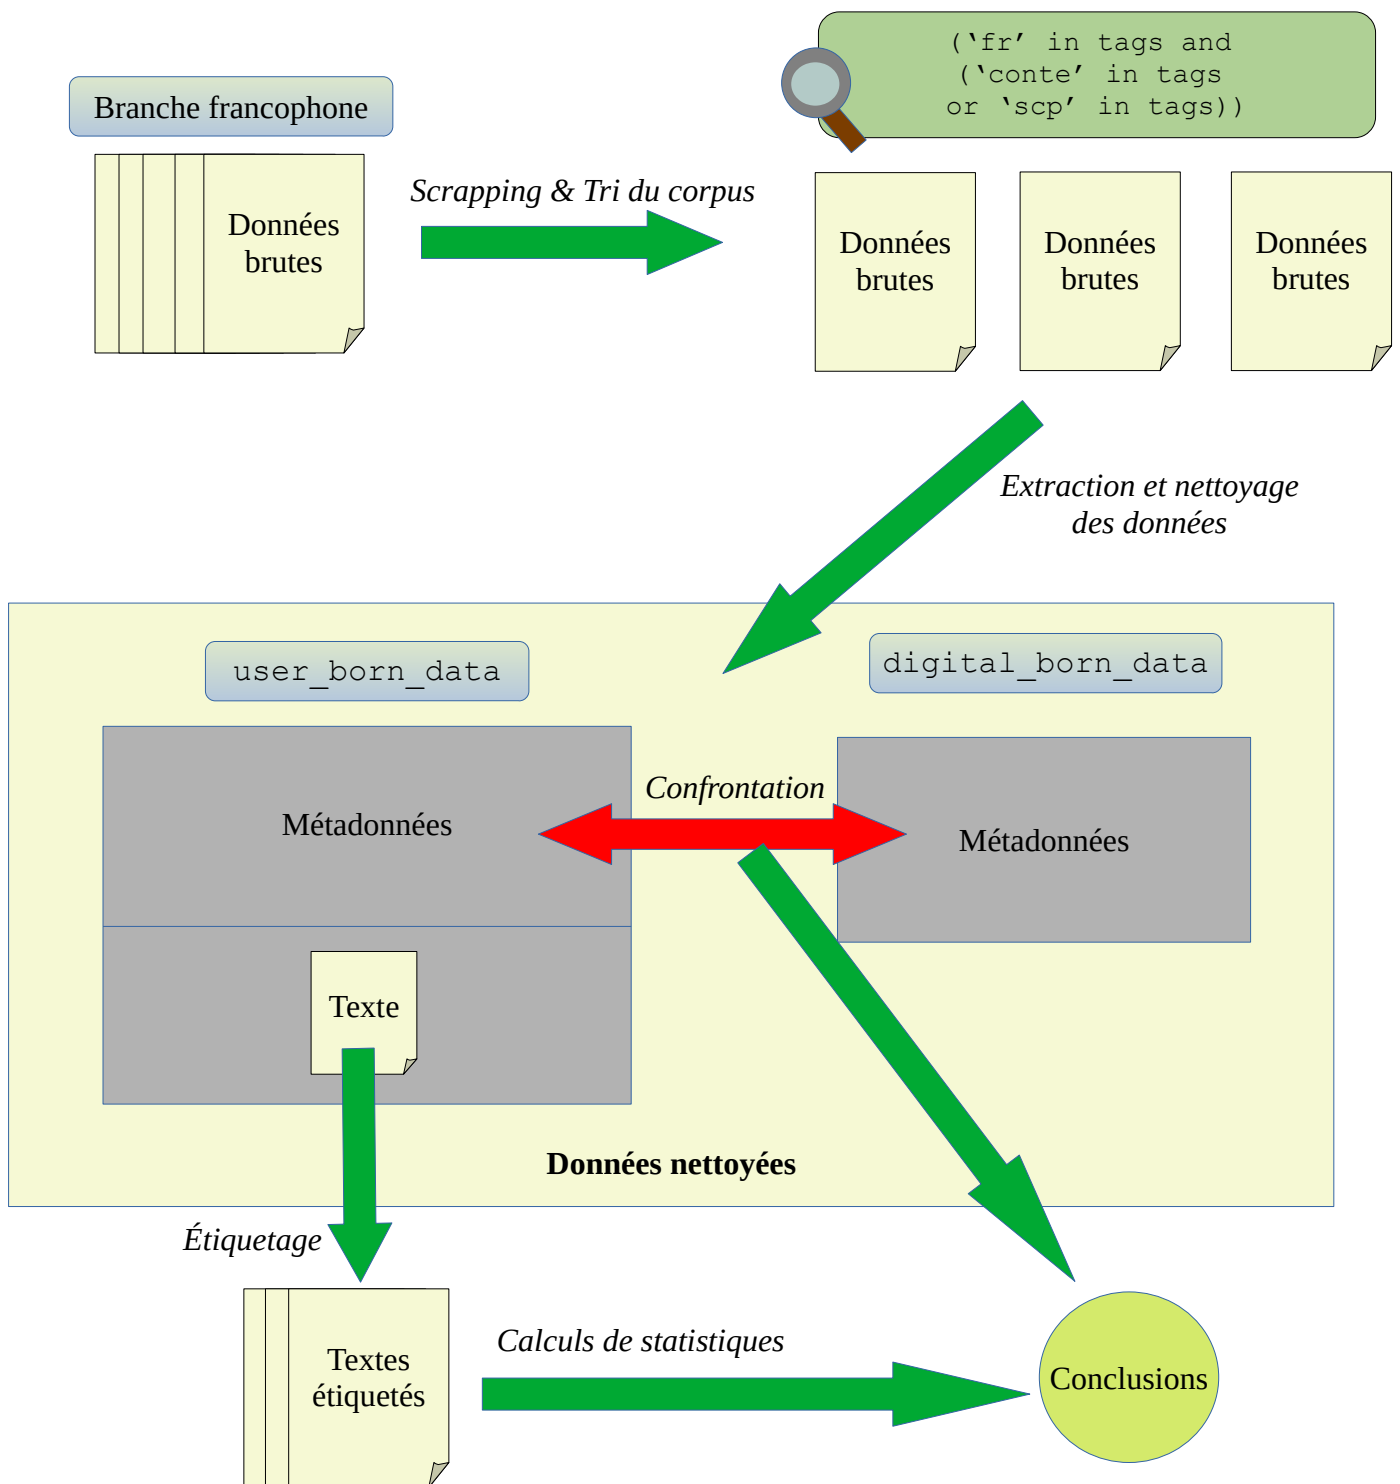 (‘fr’ in tags and
(‘conte’ in tags
or ‘scp’ in tags))
Branche francophone
Scrapping & Tri du corpus
Données
brutes
Données
brutes
Données
brutes
Données
brutes
Extraction et nettoyage
des données
user_born_data
digital_born_data
Confrontation
Métadonnées
Métadonnées
Texte
Données nettoyées
Étiquetage
Calculs de statistiques
Textes
étiquetés
Conclusions